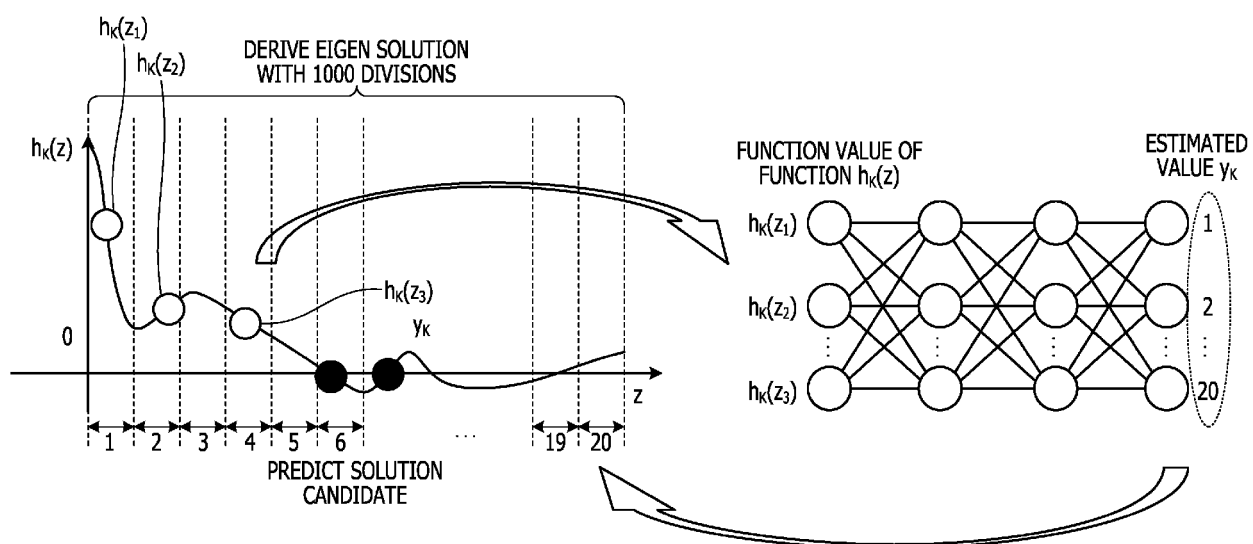 h_K(z_1)
h_K(z_2)
DERIVE EIGEN SOLUTION
WITH 1000 DIVISIONS
h_K(z)
0
h_K(z_3)
y_K
z
1 2 3 4 5 6 ... 19 20
PREDICT SOLUTION
CANDIDATE
FUNCTION VALUE OF
FUNCTION h_K(z)
ESTIMATED
VALUE y_K
h_K(z_1) 1
h_K(z_2) 2
h_K(z_3) 20